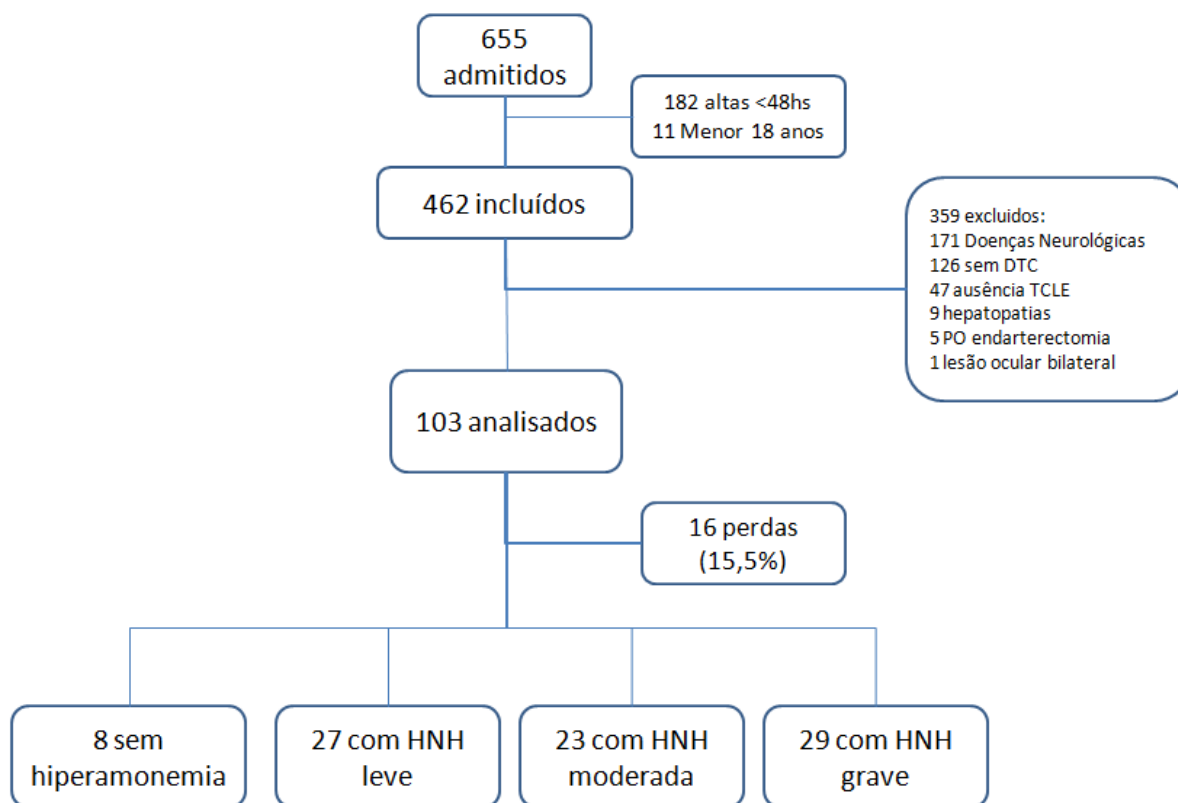 655
admitidos
182 altas <48hs
11 Menor 18 anos
462 incluídos
359 excluidos:
171 Doenças Neurológicas
126 sem DTC
47 ausência TCLE
9 hepatopatias
5 PO endarterectomia
1 lesão ocular bilateral
103 analisados
16 perdas
(15,5%)
8 sem
hiperamonemia
27 com HNH
leve
23 com HNH
moderada
29 com HNH
grave